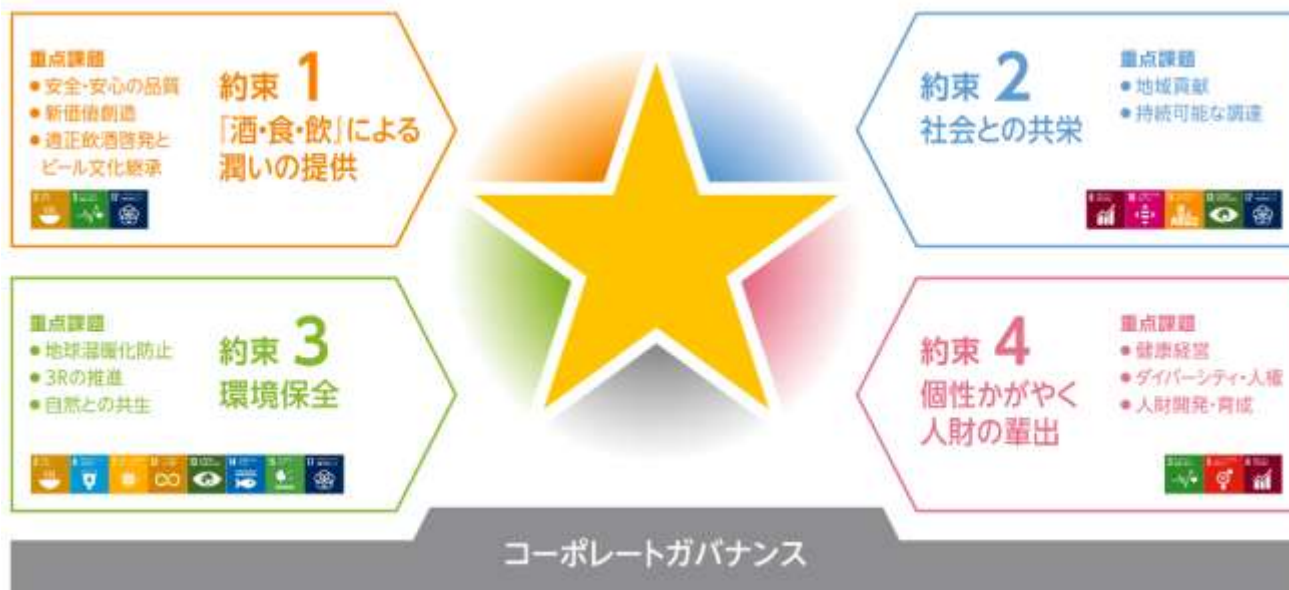 重点課題
●安全・安心の品質
●新価値創造
●適正飲酒啓発と
ビール文化継承
約束 1
「酒・食・飲」による
潤いの提供
約束 2
社会との共栄
重点課題
●地域貢献
●持続可能な調達
重点課題
●地球温暖化防止
●3Rの推進
●自然との共生
約束 3
環境保全
約束 4
個性かがやく
人財の輩出
重点課題
●健康経営
●ダイバーシティ・人権
●人財開発・育成
コーポレートガバナンス